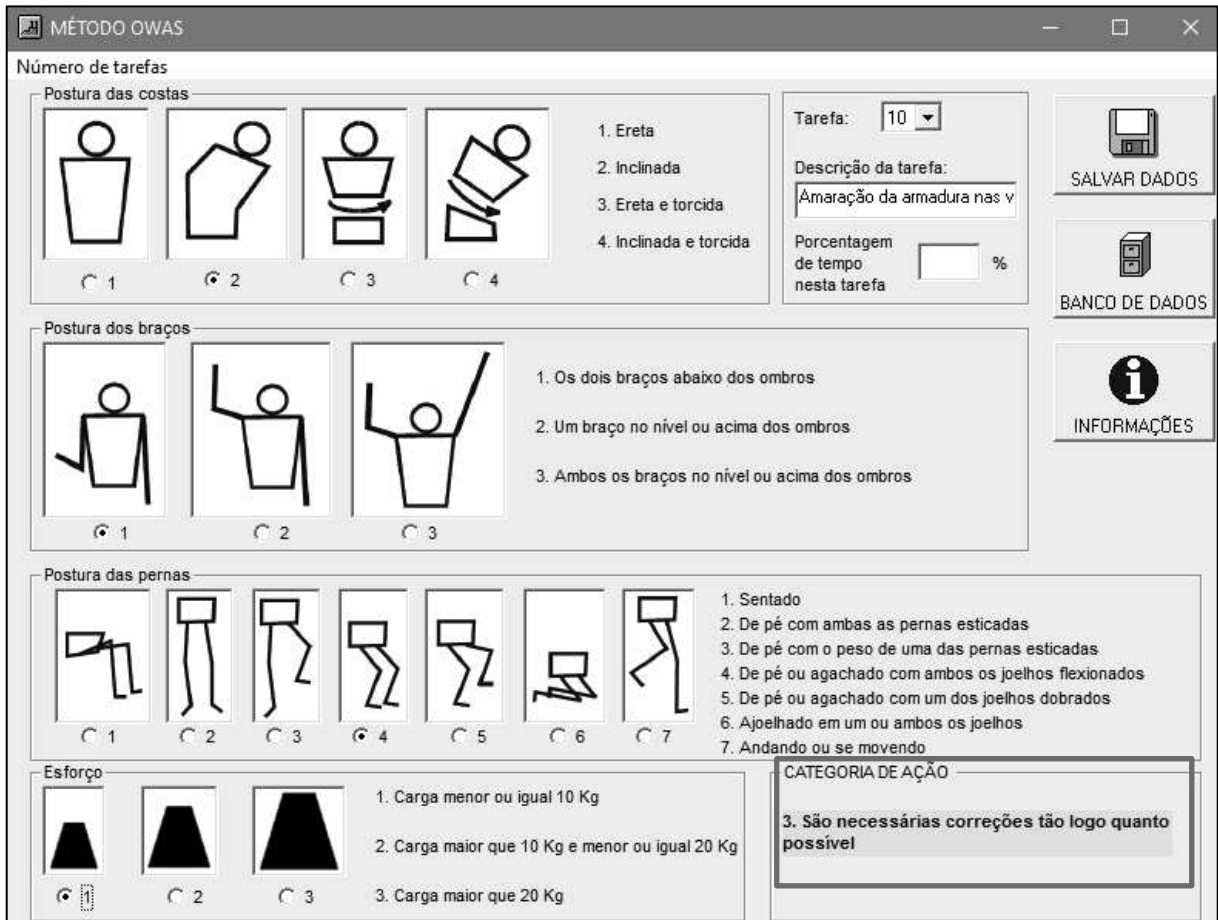 MÉTODO OWAS
Número de tarefas
Postura das costas
1. Ereta
2. Inclinada
3. Ereta e torcida
4. Inclinada e torcida
1 2 3 4
Tarefa: 10
Descrição da tarefa:
Amaração da armadura nas v
Porcentagem
de tempo %
nesta tarefa
SALVAR DADOS
BANCO DE DADOS
INFORMAÇÕES
Postura dos braços
1. Os dois braços abaixo dos ombros
2. Um braço no nível ou acima dos ombros
3. Ambos os braços no nível ou acima dos ombros
1 2 3
Postura das pernas
1. Sentado
2. De pé com ambas as pernas esticadas
3. De pé com o peso de uma das pernas esticadas
4. De pé ou agachado com ambos os joelhos flexionados
5. De pé ou agachado com um dos joelhos dobrados
6. Ajoelhado em um ou ambos os joelhos
7. Andando ou se movendo
1 2 3 4 5 6 7
Esforço
1. Carga menor ou igual 10 Kg
2. Carga maior que 10 Kg e menor ou igual 20 Kg
3. Carga maior que 20 Kg
1 2 3
CATEGORIA DE AÇÃO
3. São necessárias correções tão logo quanto
possível